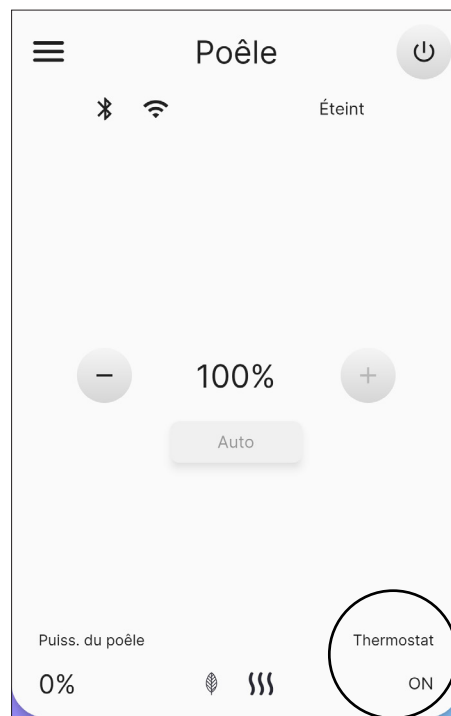 Poêle
Éteint
− 100% +
Auto
Puiss. du poêle Thermostat
0% ON